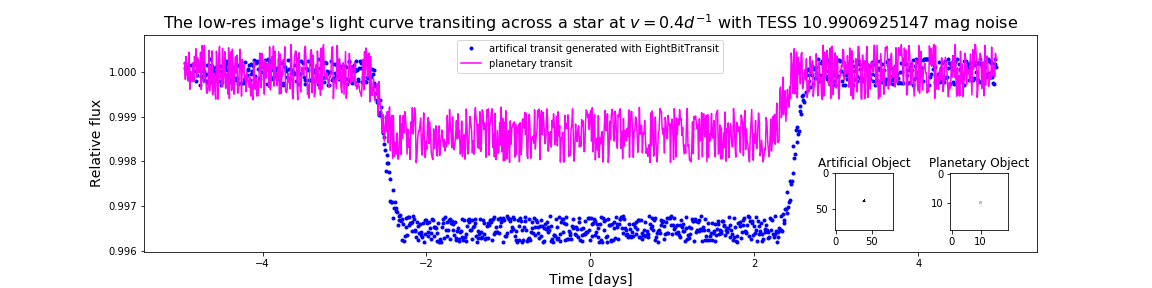 The low-res image's light curve transiting across a star at v = 0.4d⁻¹ with TESS 10.9906925147 mag noise
artifical transit generated with EightBitTransit
planetary transit
Relative flux
1.000
0.999
0.998
0.997
0.996
Artificial Object
0
50
0
50
Planetary Object
0
10
0
10
−4
−2
0
2
4
Time [days]